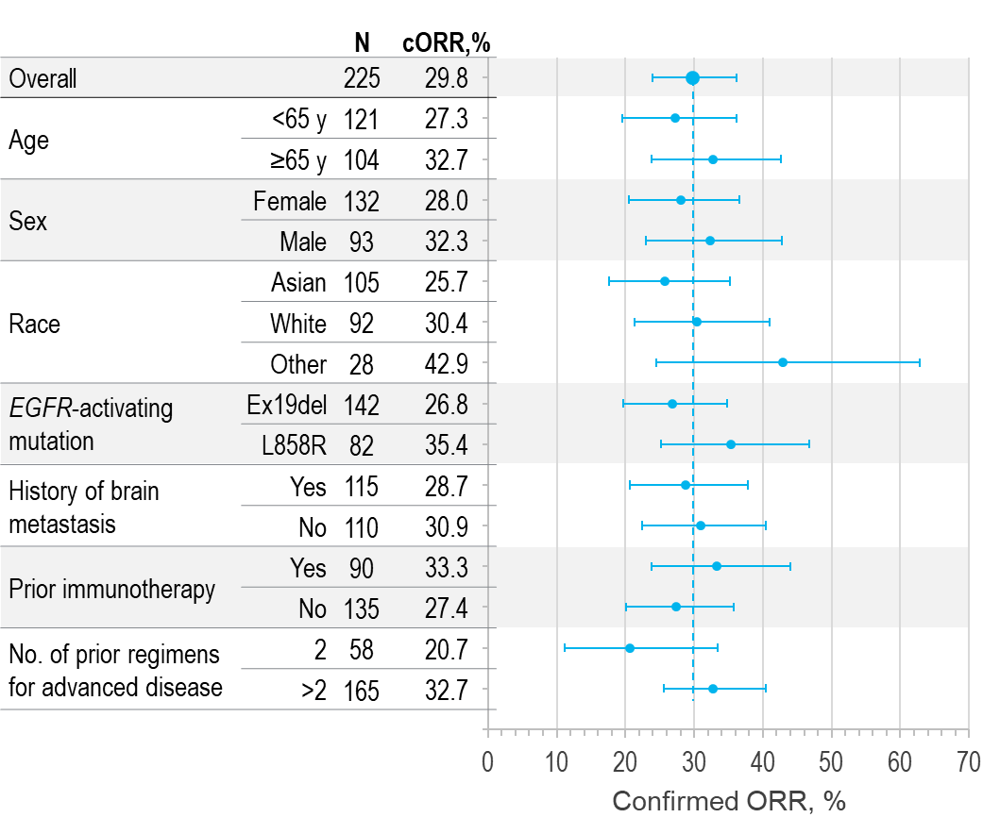 N cORR,%
Overall 225 29.8
Age
<65 y 121 27.3
≥65 y 104 32.7
Sex
Female 132 28.0
Male 93 32.3
Race
Asian 105 25.7
White 92 30.4
Other 28 42.9
EGFR-activating
mutation
Ex19del 142 26.8
L858R 82 35.4
History of brain
metastasis
Yes 115 28.7
No 110 30.9
Prior immunotherapy
Yes 90 33.3
No 135 27.4
No. of prior regimens
for advanced disease
2 58 20.7
>2 165 32.7
0 10 20 30 40 50 60 70
Confirmed ORR, %